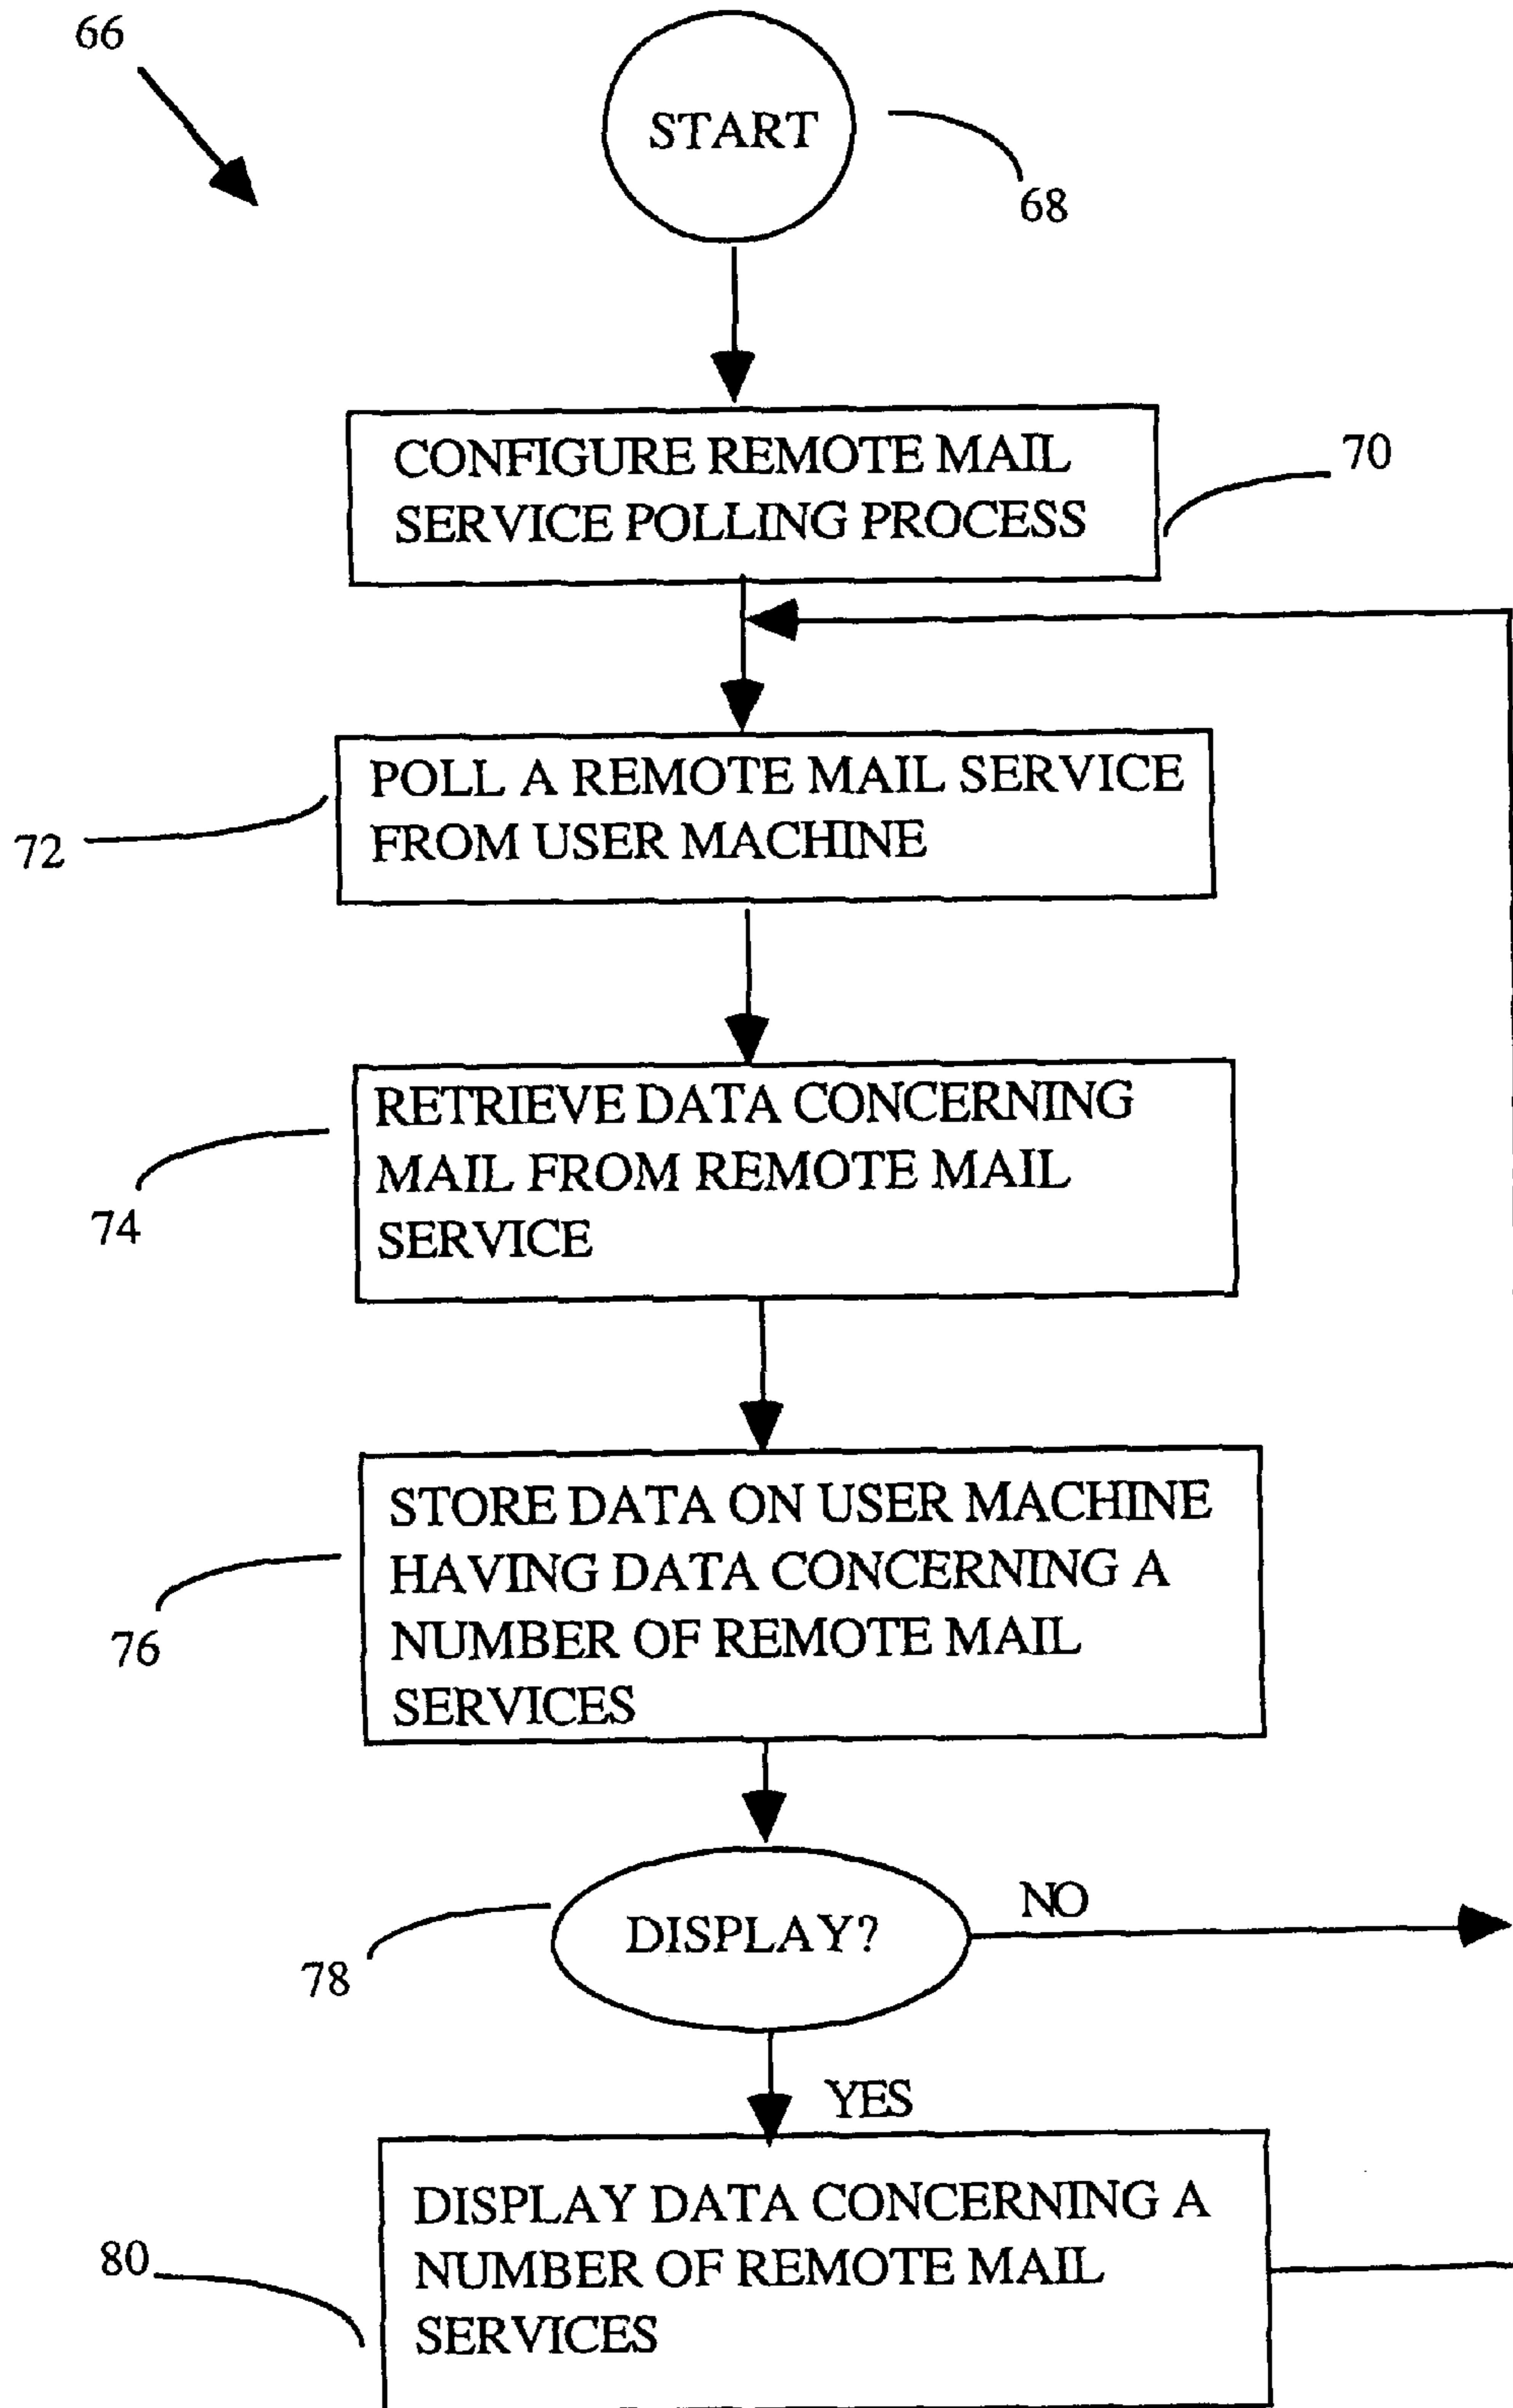 66
START
68
CONFIGURE REMOTE MAIL
SERVICE POLLING PROCESS
70
POLL A REMOTE MAIL SERVICE
FROM USER MACHINE
72
RETRIEVE DATA CONCERNING
MAIL FROM REMOTE MAIL
SERVICE
74
STORE DATA ON USER MACHINE
HAVING DATA CONCERNING A
NUMBER OF REMOTE MAIL
SERVICES
76
DISPLAY?
NO
78
YES
DISPLAY DATA CONCERNING A
NUMBER OF REMOTE MAIL
SERVICES
80